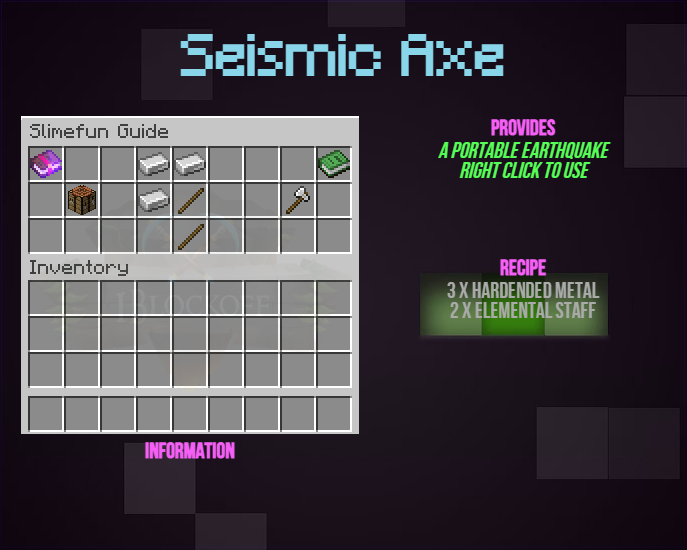 Seismic Axe
Slimefun Guide
Inventory
1BLOCKOFF
INFORMATION
PROVIDES
A PORTABLE EARTHQUAKE
RIGHT CLICK TO USE
RECIPE
3 X HARDENDED METAL
2 X ELEMENTAL STAFF